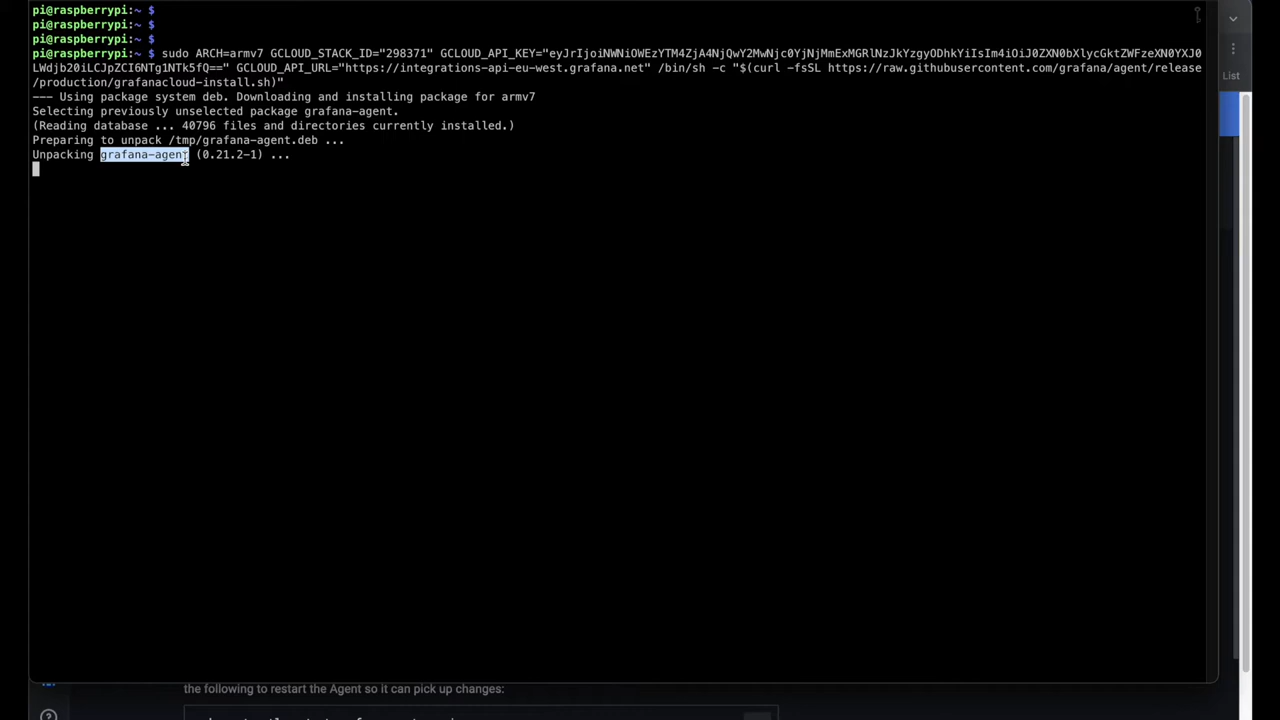 pi@raspberrypi:~ $
pi@raspberrypi:~ $
pi@raspberrypi:~ $ sudo ARCH=armv7 GCLOUD_STACK_ID="298371" GCLOUD_API_KEY="eyJrIjoiNWNiOWEzYTM4ZjA4NjQwY2MwNjc0YjNjMmExMGRlNzJkYzgyODhkYiIsIm4iOiJ0ZXN0bXlycGktZWFzeXN0YXJ0
LWdjb20iLCJpZCI6NTg1NTk5fQ==" GCLOUD_API_URL="https://integrations-api-eu-west.grafana.net" /bin/sh -c "$(curl -fsSL https://raw.githubusercontent.com/grafana/agent/release
/production/grafanacloud-install.sh)"
--- Using package system deb. Downloading and installing package for armv7
Selecting previously unselected package grafana-agent.
(Reading database ... 40796 files and directories currently installed.)
Preparing to unpack /tmp/grafana-agent.deb ...
Unpacking grafana-agent (0.21.2-1) ...
List
the following to restart the Agent so it can pick up changes: